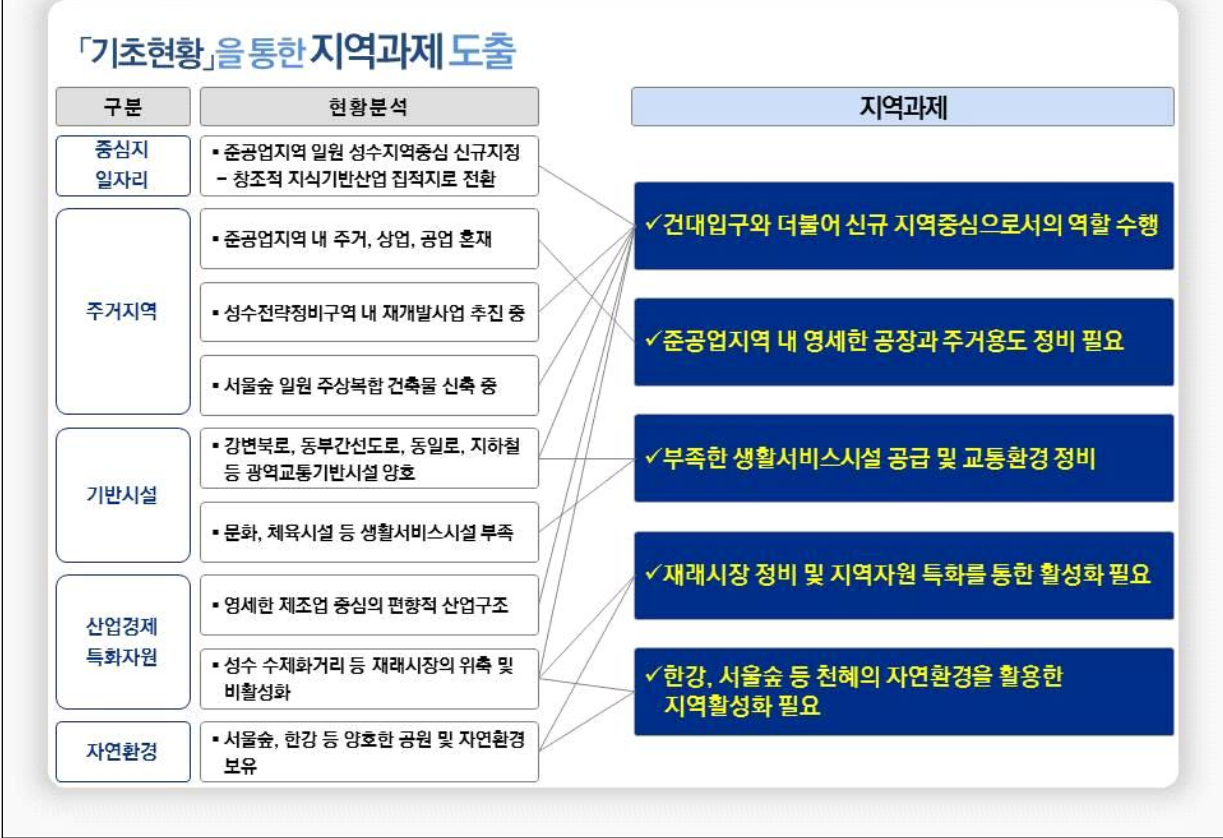 「기초현황」을 통한 지역과제 도출
구분
현황분석
지역과제
중심지
일자리
▪ 준공업지역 일원 성수지역중심 신규지정
- 창조적 지식기반산업 집적지로 전환
주거지역
▪ 준공업지역 내 주거, 상업, 공업 혼재
▪ 성수전략정비구역 내 재개발사업 추진 중
▪ 서울숲 일원 주상복합 건축물 신축 중
기반시설
▪ 강변북로, 동부간선도로, 동일로, 지하철
등 광역교통기반시설 양호
▪ 문화, 체육시설 등 생활서비스시설 부족
산업경제
특화자원
▪ 영세한 제조업 중심의 편향적 산업구조
▪ 성수 수제화거리 등 재래시장의 위축 및
비활성화
자연환경
▪ 서울숲, 한강 등 양호한 공원 및 자연환경
보유
✓건대입구와 더불어 신규 지역중심으로서의 역할 수행
✓준공업지역 내 영세한 공장과 주거용도 정비 필요
✓부족한 생활서비스시설 공급 및 교통환경 정비
✓재래시장 정비 및 지역자원 특화를 통한 활성화 필요
✓한강, 서울숲 등 천혜의 자연환경을 활용한
지역활성화 필요